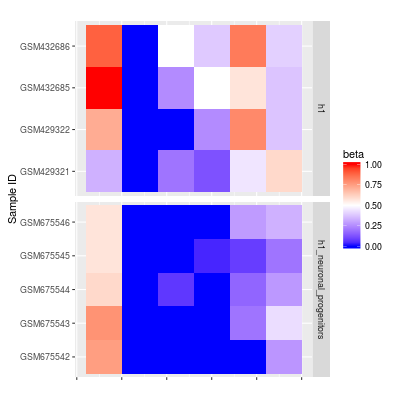 GSM432686
GSM432685
GSM429322
GSM429321
h1
GSM675546
GSM675545
GSM675544
GSM675543
GSM675542
h1_neuronal_progenitors
Sample ID
beta
1.00
0.75
0.50
0.25
0.00